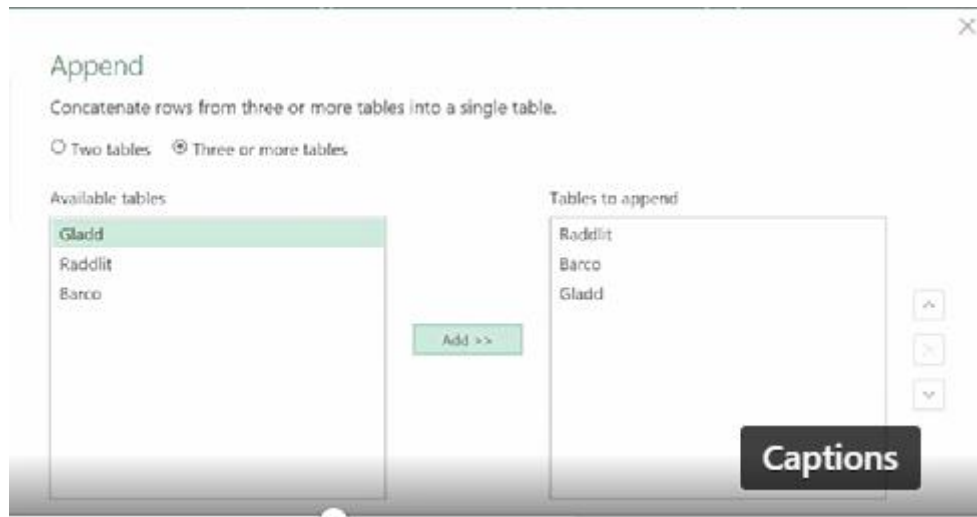 Append
Concatenate rows from three or more tables into a single table.
Two tables Three or more tables
Available tables
Gladd
Raddlit
Barco
Add >>
Tables to append
Raddlit
Barco
Gladd
Captions